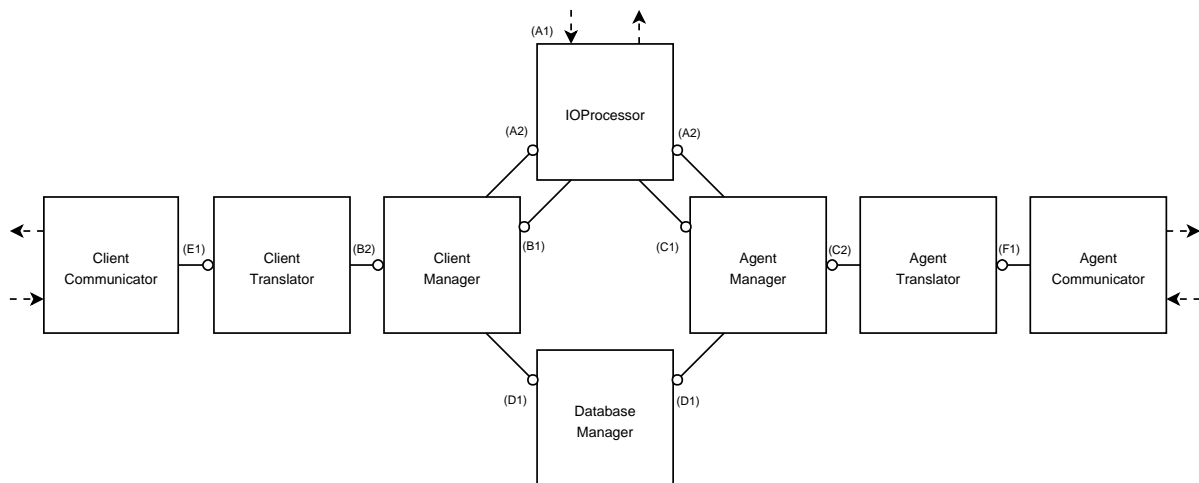 (A1)
IOProcessor
(A2)
(A2)
Client
Communicator
(E1)
Client
Translator
(B2)
Client
Manager
(B1)
(C1)
Agent
Manager
(C2)
Agent
Translator
(F1)
Agent
Communicator
(D1)
Database
Manager
(D1)